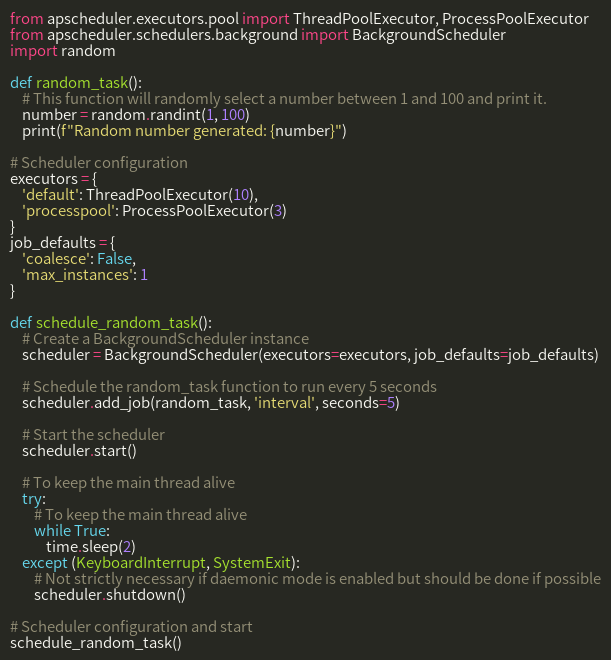 from apscheduler.executors.pool import ThreadPoolExecutor, ProcessPoolExecutor
from apscheduler.schedulers.background import BackgroundScheduler
import random

def random_task():
    # This function will randomly select a number between 1 and 100 and print it.
    number = random.randint(1, 100)
    print(f"Random number generated: {number}")

# Scheduler configuration
executors = {
    'default': ThreadPoolExecutor(10),
    'processpool': ProcessPoolExecutor(3)
}
job_defaults = {
    'coalesce': False,
    'max_instances': 1
}

def schedule_random_task():
    # Create a BackgroundScheduler instance
    scheduler = BackgroundScheduler(executors=executors, job_defaults=job_defaults)

    # Schedule the random_task function to run every 5 seconds
    scheduler.add_job(random_task, 'interval', seconds=5)

    # Start the scheduler
    scheduler.start()

    # To keep the main thread alive
    try:
        # To keep the main thread alive
        while True:
            time.sleep(2)
    except (KeyboardInterrupt, SystemExit):
        # Not strictly necessary if daemonic mode is enabled but should be done if possible
        scheduler.shutdown()

# Scheduler configuration and start
schedule_random_task()